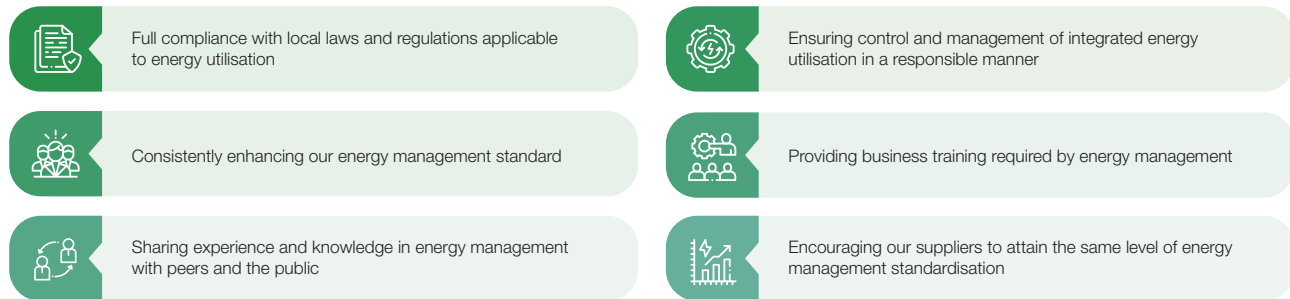 Full compliance with local laws and regulations applicable
to energy utilisation
Ensuring control and management of integrated energy
utilisation in a responsible manner
Consistently enhancing our energy management standard
Providing business training required by energy management
Sharing experience and knowledge in energy management
with peers and the public
Encouraging our suppliers to attain the same level of energy
management standardisation